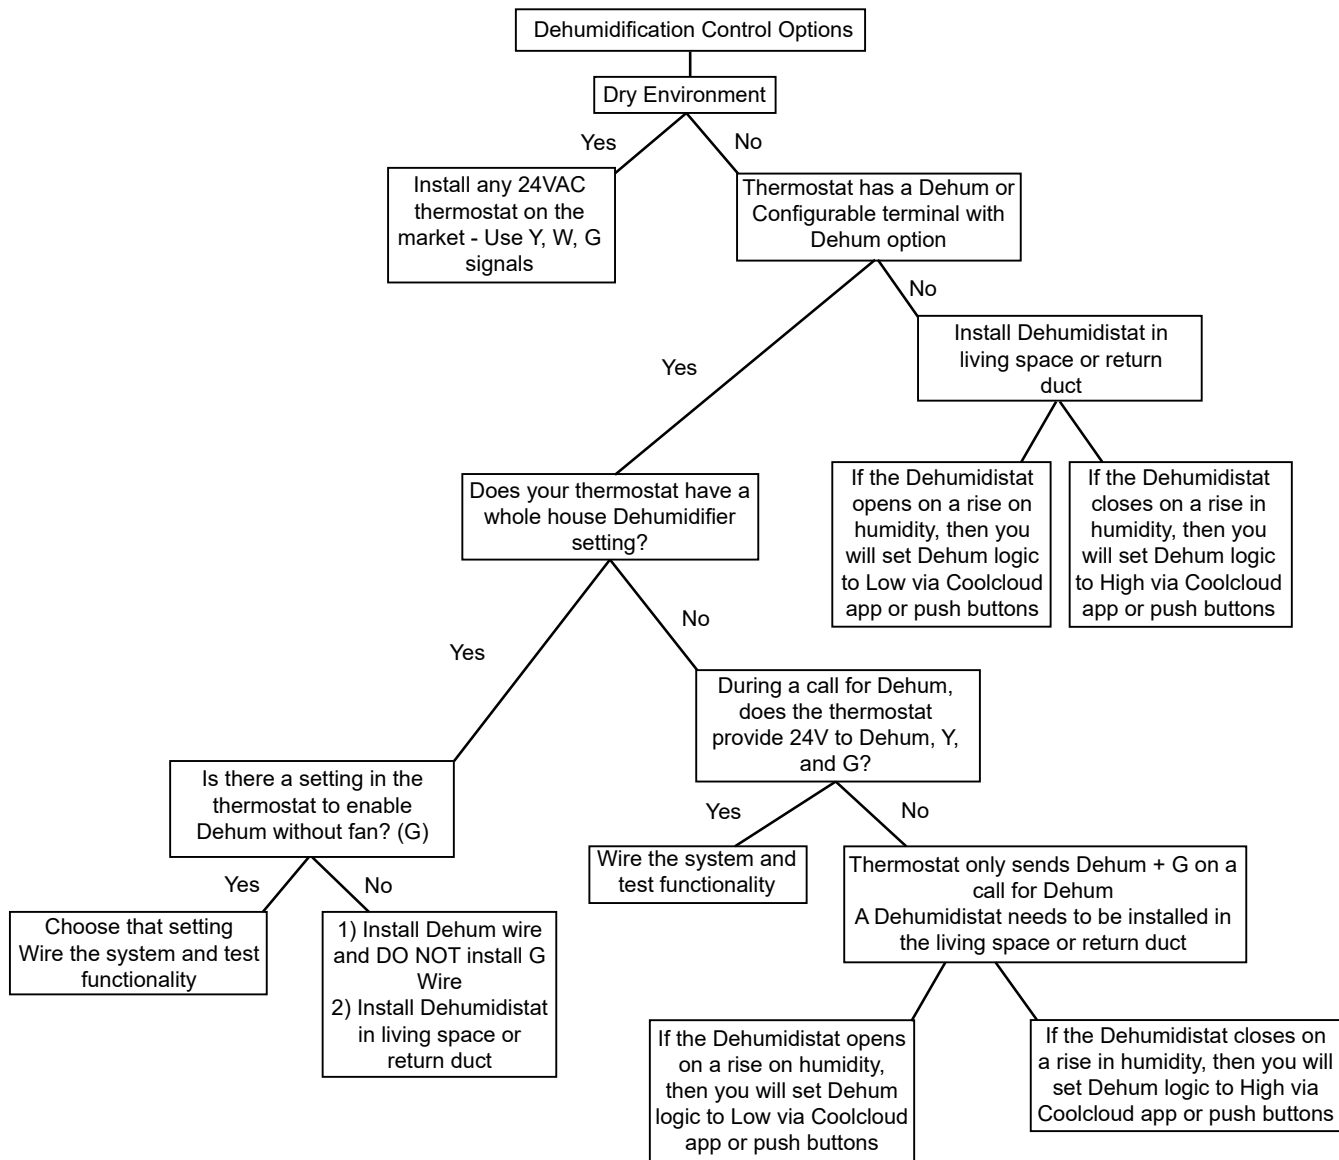 Dehumidification Control Options
Dry Environment
Yes
No
Install any 24VAC
thermostat on the
market - Use Y, W, G
signals
Thermostat has a Dehum or
Configurable terminal with
Dehum option
No
Install Dehumidistat in
living space or return
duct
Yes
If the Dehumidistat
opens on a rise on
humidity, then you
will set Dehum logic
to Low via Coolcloud
app or push buttons
If the Dehumidistat
closes on a rise in
humidity, then you
will set Dehum logic
to High via Coolcloud
app or push buttons
Does your thermostat have a
whole house Dehumidifier
setting?
Yes
No
During a call for Dehum,
does the thermostat
provide 24V to Dehum, Y,
and G?
Is there a setting in the
thermostat to enable
Dehum without fan? (G)
Yes
No
Wire the system and
test functionality
Thermostat only sends Dehum + G on a
call for Dehum
A Dehumidistat needs to be installed in
the living space or return duct
Yes
No
Choose that setting
Wire the system and test
functionality
1) Install Dehum wire
and DO NOT install G
Wire
2) Install Dehumidistat
in living space or
return duct
If the Dehumidistat opens
on a rise on humidity,
then you will set Dehum
logic to Low via Coolcloud
app or push buttons
If the Dehumidistat closes on
a rise in humidity, then you will
set Dehum logic to High via
Coolcloud app or push buttons